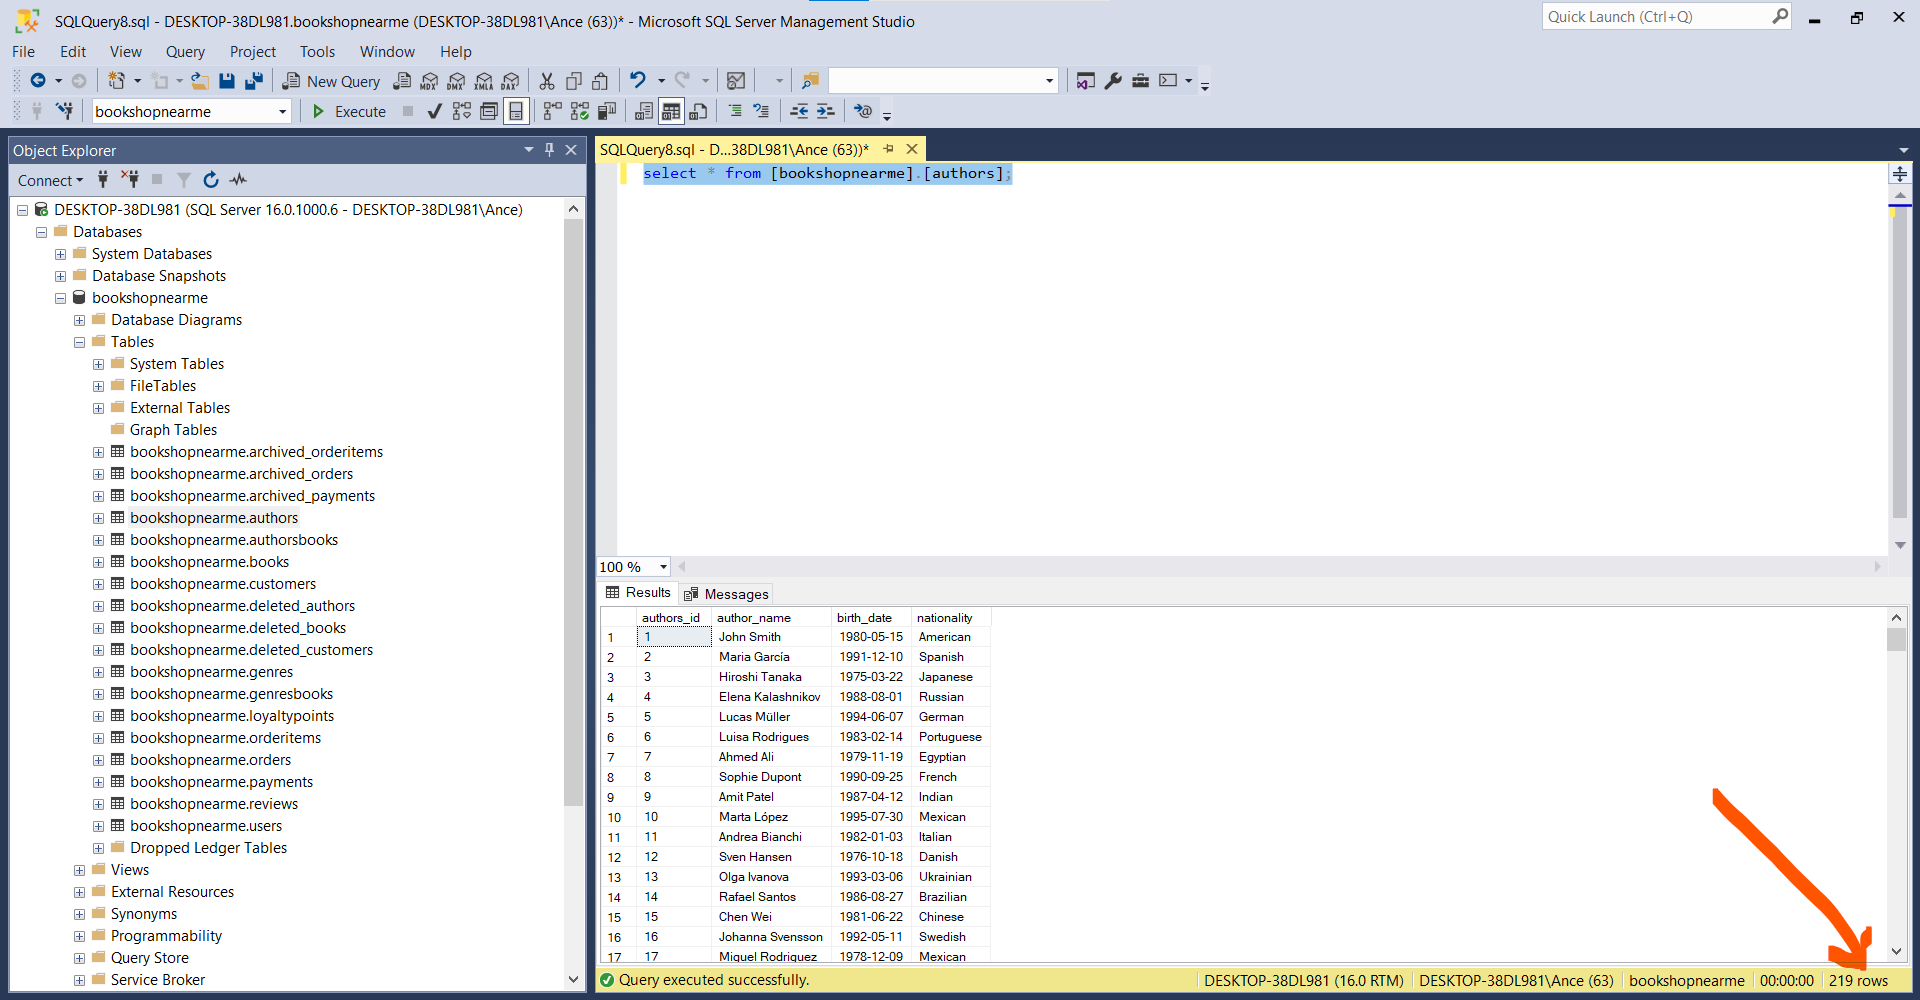 SQLQuery8.sql - DESKTOP-38DL981.bookshopnearme (DESKTOP-38DL981\Ance (63))* - Microsoft SQL Server Management Studio
Quick Launch (Ctrl+Q)
File Edit View Query Project Tools Window Help
New Query MDX DMX XMLA DAX
bookshopnearme Execute
Object Explorer
Connect
DESKTOP-38DL981 (SQL Server 16.0.1000.6 - DESKTOP-38DL981\Ance)
Databases
System Databases
Database Snapshots
bookshopnearme
Database Diagrams
Tables
System Tables
FileTables
External Tables
Graph Tables
bookshopnearme.archived_orderitems
bookshopnearme.archived_orders
bookshopnearme.archived_payments
bookshopnearme.authors
bookshopnearme.authorsbooks
bookshopnearme.books
bookshopnearme.customers
bookshopnearme.deleted_authors
bookshopnearme.deleted_books
bookshopnearme.deleted_customers
bookshopnearme.genres
bookshopnearme.genresbooks
bookshopnearme.loyaltypoints
bookshopnearme.orderitems
bookshopnearme.orders
bookshopnearme.payments
bookshopnearme.reviews
bookshopnearme.users
Dropped Ledger Tables
Views
External Resources
Synonyms
Programmability
Query Store
Service Broker
SQLQuery8.sql - D...38DL981\Ance (63))*
select * from [bookshopnearme].[authors];
100 %
Results Messages
authors_id author_name birth_date nationality
1 1 John Smith 1980-05-15 American
2 2 Maria García 1991-12-10 Spanish
3 3 Hiroshi Tanaka 1975-03-22 Japanese
4 4 Elena Kalashnikov 1988-08-01 Russian
5 5 Lucas Müller 1994-06-07 German
6 6 Luisa Rodrigues 1983-02-14 Portuguese
7 7 Ahmed Ali 1979-11-19 Egyptian
8 8 Sophie Dupont 1990-09-25 French
9 9 Amit Patel 1987-04-12 Indian
10 10 Marta López 1995-07-30 Mexican
11 11 Andrea Bianchi 1982-01-03 Italian
12 12 Sven Hansen 1976-10-18 Danish
13 13 Olga Ivanova 1993-03-06 Ukrainian
14 14 Rafael Santos 1986-08-27 Brazilian
15 15 Chen Wei 1981-06-22 Chinese
16 16 Johanna Svensson 1992-05-11 Swedish
17 17 Miguel Rodriguez 1978-12-09 Mexican
Query executed successfully. DESKTOP-38DL981 (16.0 RTM) DESKTOP-38DL981\Ance (63) bookshopnearme 00:00:00 219 rows